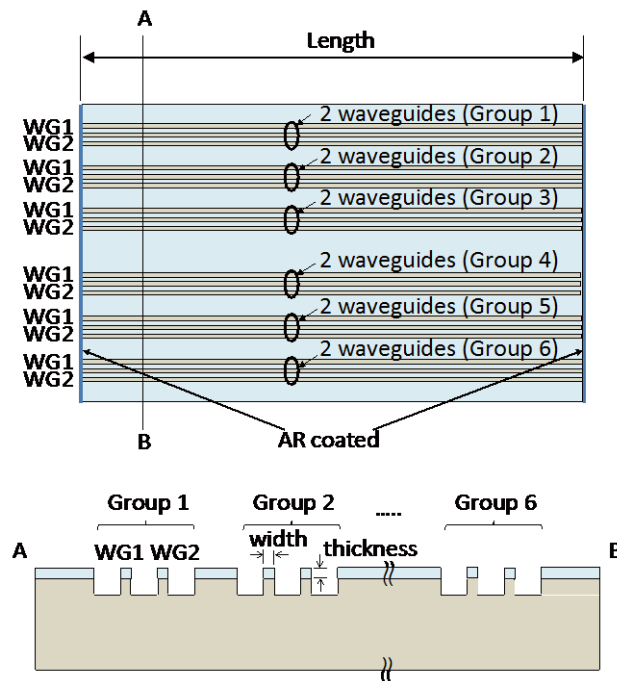 A
Length
2 waveguides (Group 1)
WG1
WG2
2 waveguides (Group 2)
WG1
WG2
2 waveguides (Group 3)
WG1
WG2
2 waveguides (Group 4)
WG1
WG2
2 waveguides (Group 5)
WG1
WG2
2 waveguides (Group 6)
WG1
WG2
B
AR coated
Group 1
Group 2
.....
Group 6
A
WG1 WG2
width
thickness
B